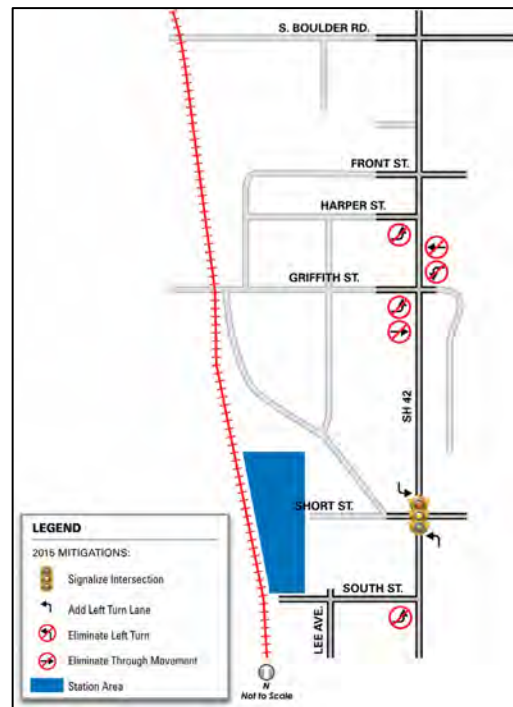 S. BOULDER RD.
FRONT ST.
HARPER ST.
GRIFFITH ST.
SH 42
SHORT ST.
LEGEND
2015 MITIGATIONS:
Signalize Intersection
Add Left Turn Lane
Eliminate Left Turn
Eliminate Through Movement
Station Area
SOUTH ST.
LEE AVE.
N
Not to Scale